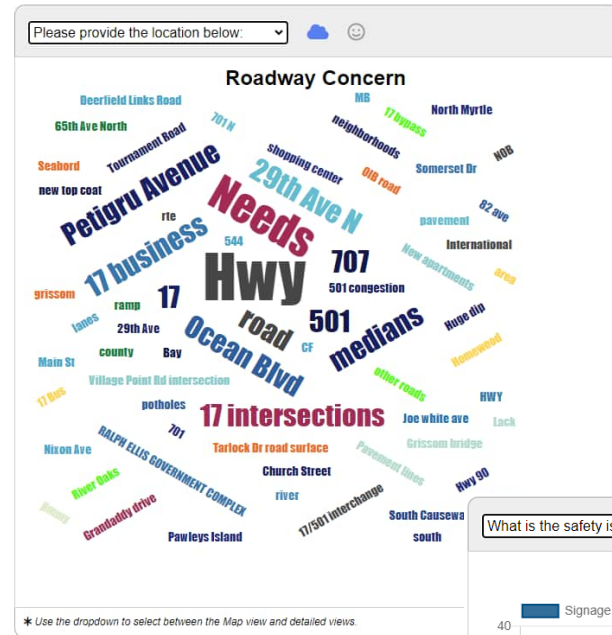 Please provide the location below:
Roadway Concern
Deerfield Links Road
MB
17 bypass
North Myrtle
701 N
65th Ave North
neighborhoods
Tournament Road
NOB
shopping center
Petigru Avenue
29th Ave N
OIB road
Somerset Dr
Seabord
new top coat
Needs
82 ave
rte
pavement
17 business
544
International
707
New apartments
area
Hwy
501 congestion
grissom
17
ramp
lanes
29th Ave
road
501
Huge dip
medians
Ocean Blvd
CF
Homewood
county
Bay
Main St
Village Point Rd intersection
other roads
17 Bus
potholes
HWY
17 intersections
Joe white ave
Lack
701
Nixon Ave
RALPH ELLIS GOVERNMENT COMPLEX
Tarlock Dr road surface
Grissom bridge
Pavement lines
Church Street
River Oaks
Hwy 90
river
17/501 interchange
Grandaddy drive
South Causewa
Pawleys Island
south
What is the safety is
Signage
40
* Use the dropdown to select between the Map view and detailed views.